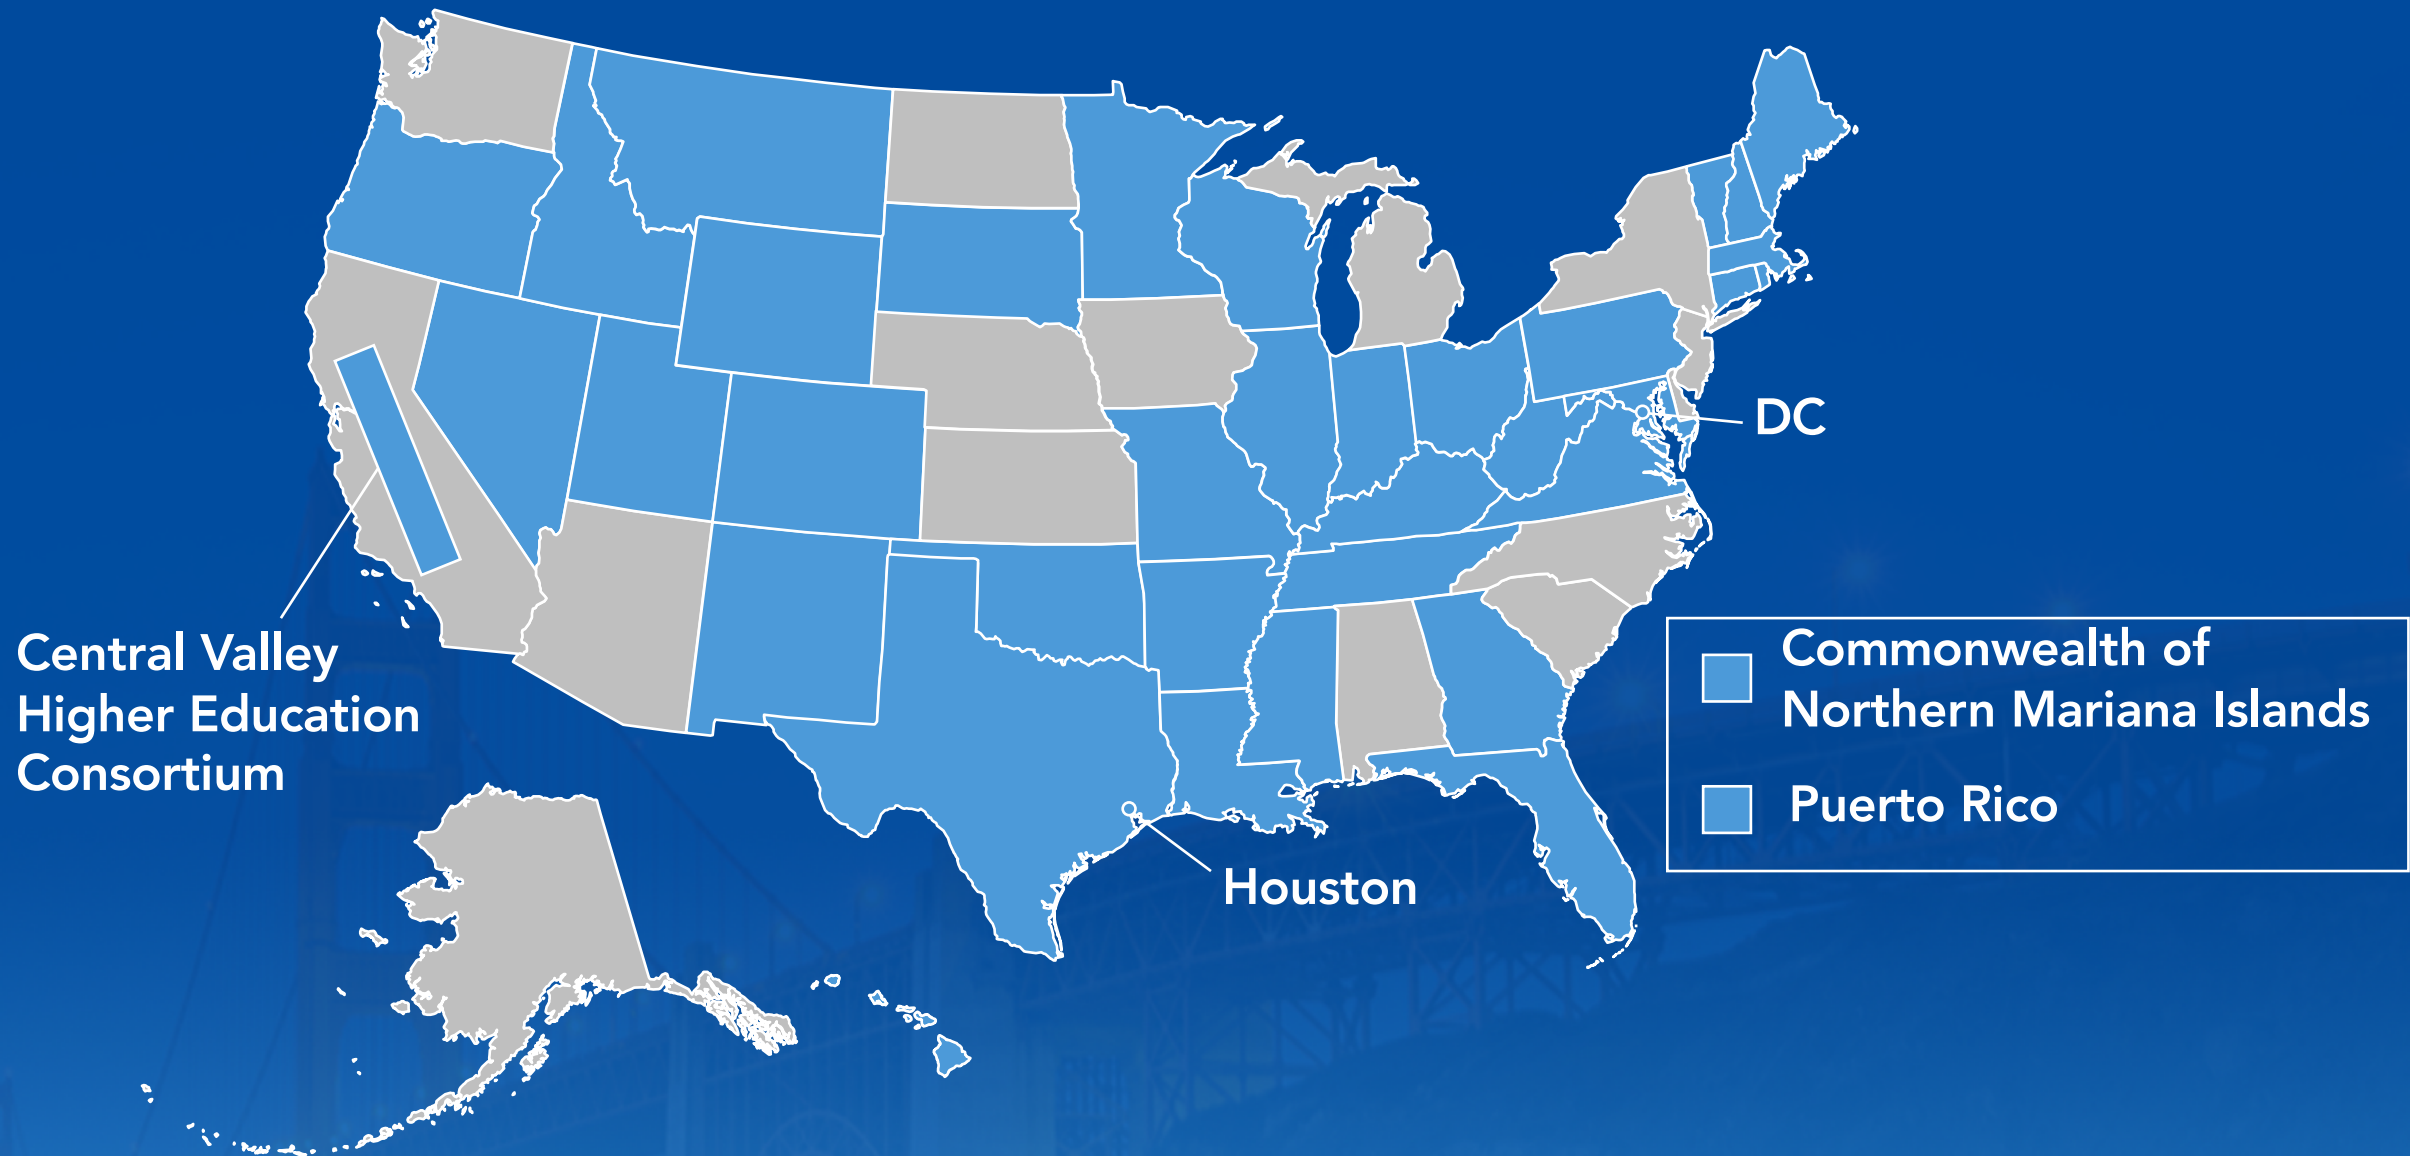 DC
Central Valley
Higher Education
Consortium
Commonwealth of
Northern Mariana Islands
Puerto Rico
Houston